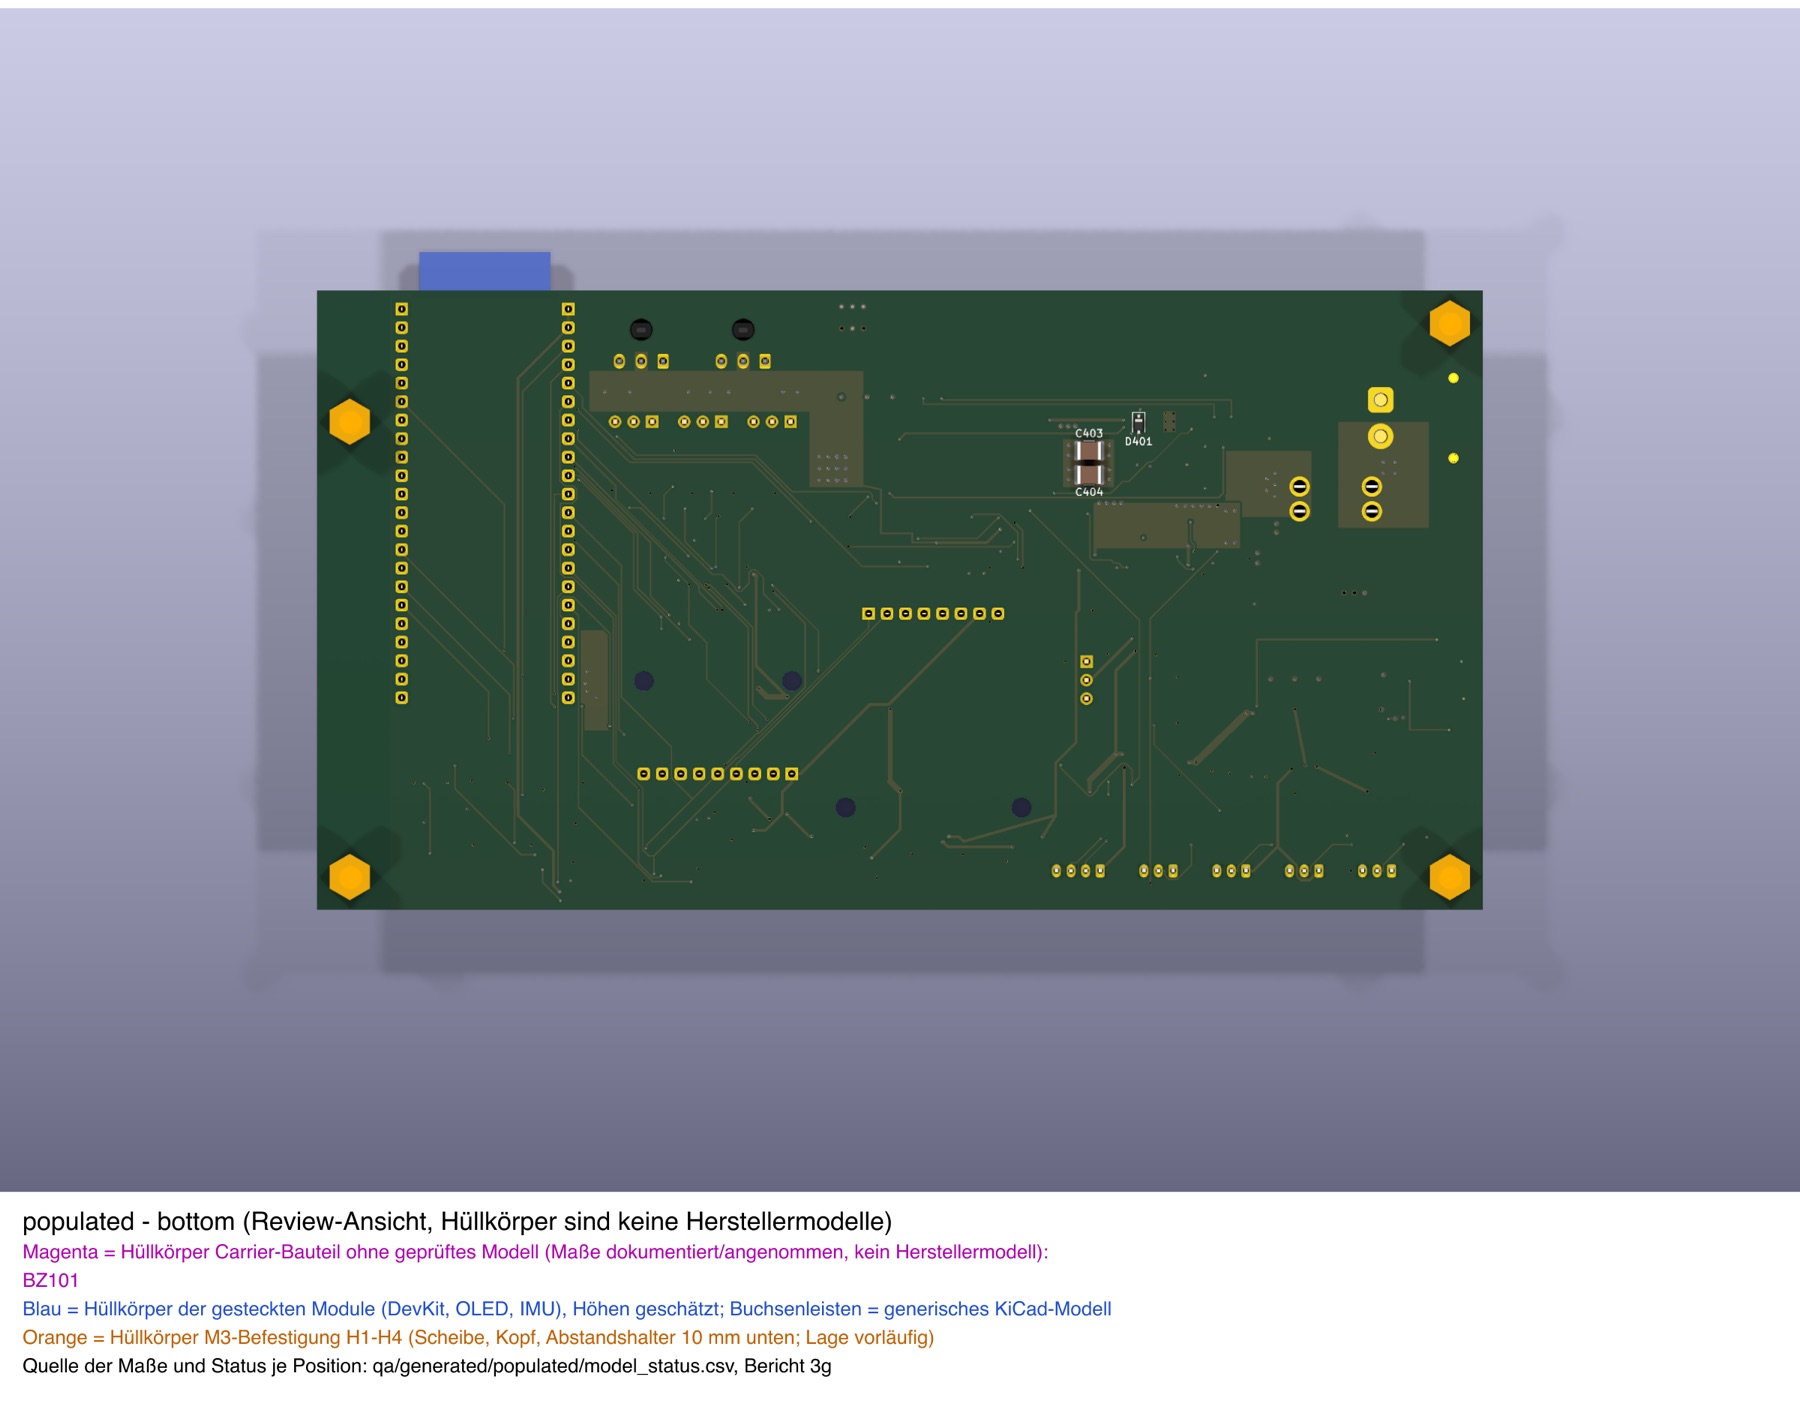 C403
D401
C404
populated - bottom (Review-Ansicht, Hüllkörper sind keine Herstellermodelle)
Magenta = Hüllkörper Carrier-Bauteil ohne geprüftes Modell (Maße dokumentiert/angenommen, kein Herstellermodell):
BZ101
Blau = Hüllkörper der gesteckten Module (DevKit, OLED, IMU), Höhen geschätzt; Buchsenleisten = generisches KiCad-Modell
Orange = Hüllkörper M3-Befestigung H1-H4 (Scheibe, Kopf, Abstandshalter 10 mm unten; Lage vorläufig)
Quelle der Maße und Status je Position: qa/generated/populated/model_status.csv, Bericht 3g